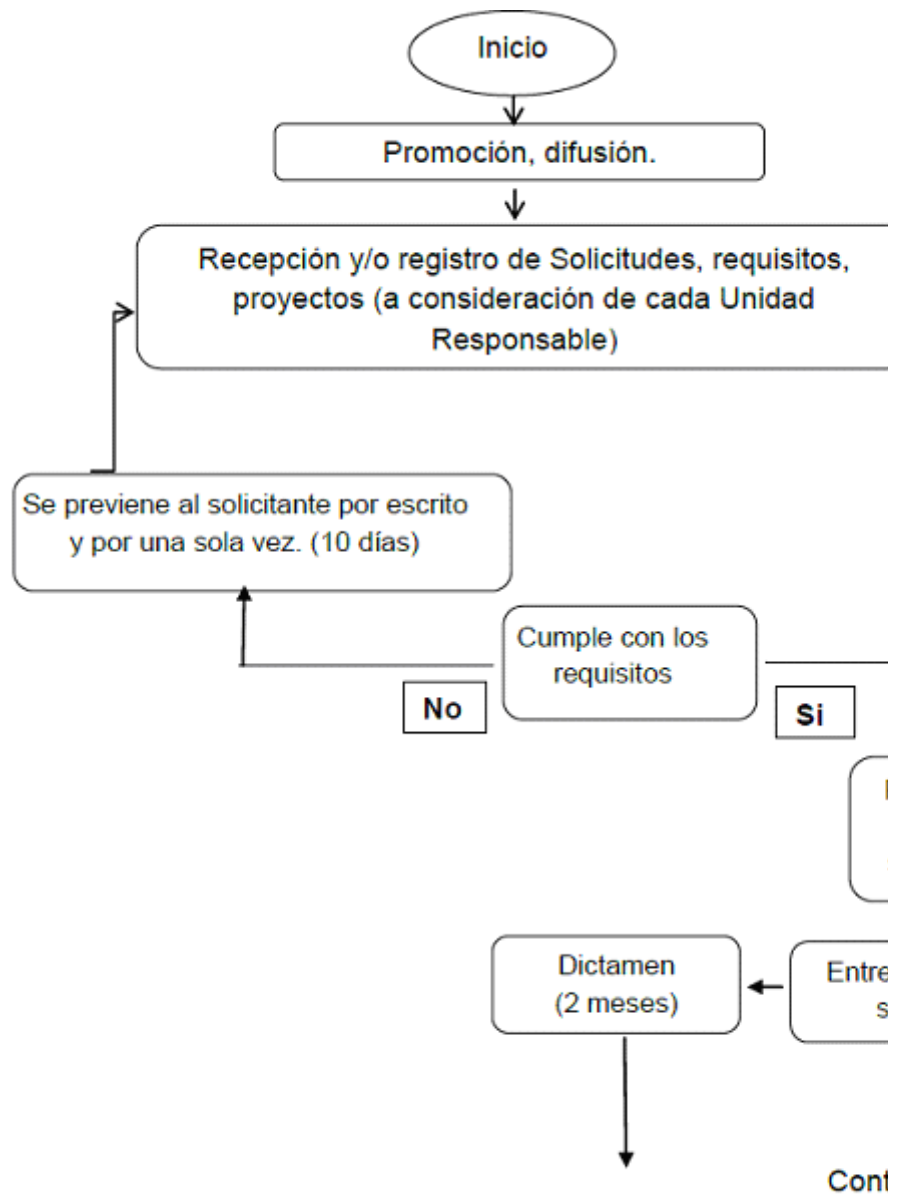 Inicio
Promoción, difusión.
Recepción y/o registro de Solicitudes, requisitos,
proyectos (a consideración de cada Unidad
Responsable)
Se previene al solicitante por escrito
y por una sola vez. (10 días)
Cumple con los
requisitos
No
Si
Dictamen
(2 meses)